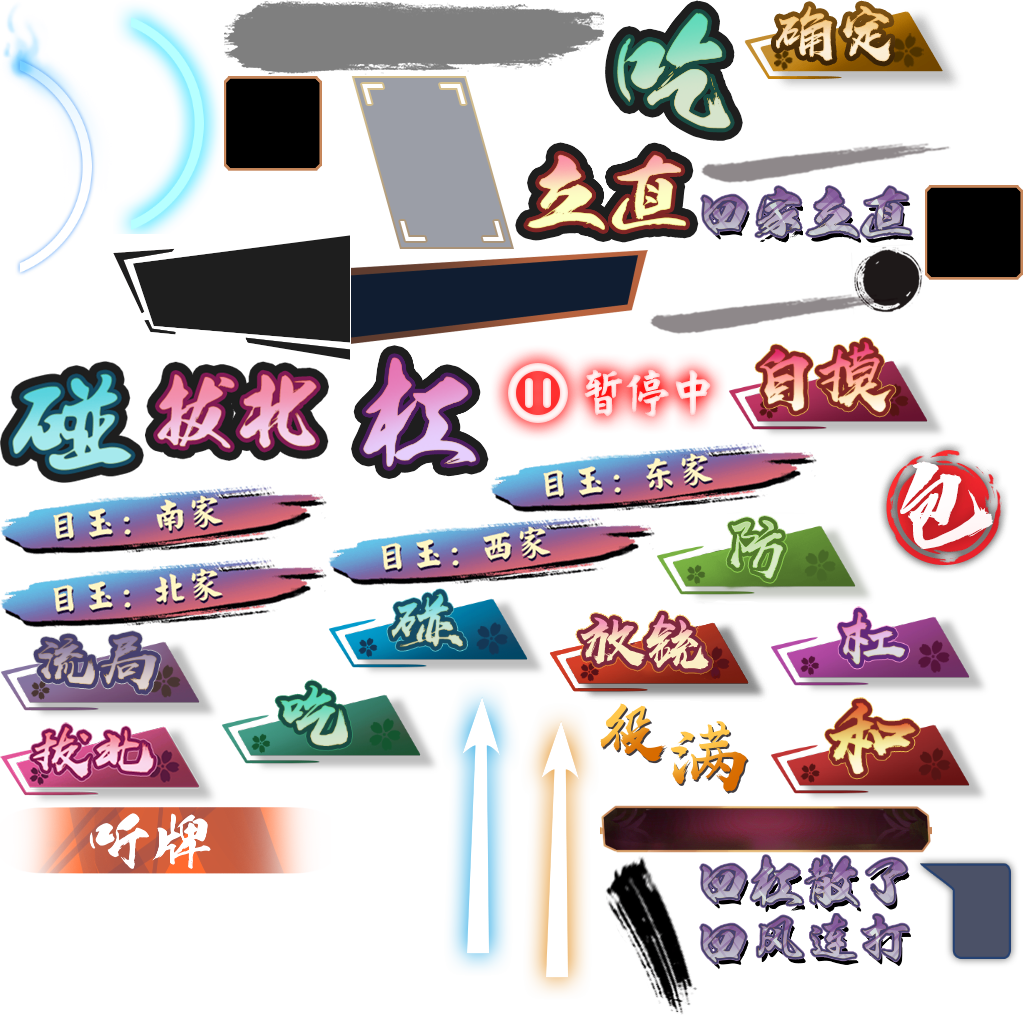 吃
确定
立直
四家立直
碰
拔北
杠
暂停中
自摸
目玉：东家
包
目玉：南家
目玉：西家
防
目玉：北家
碰
放铳
杠
流局
吃
役满
和
拔北
听牌
四杠散了
四风连打